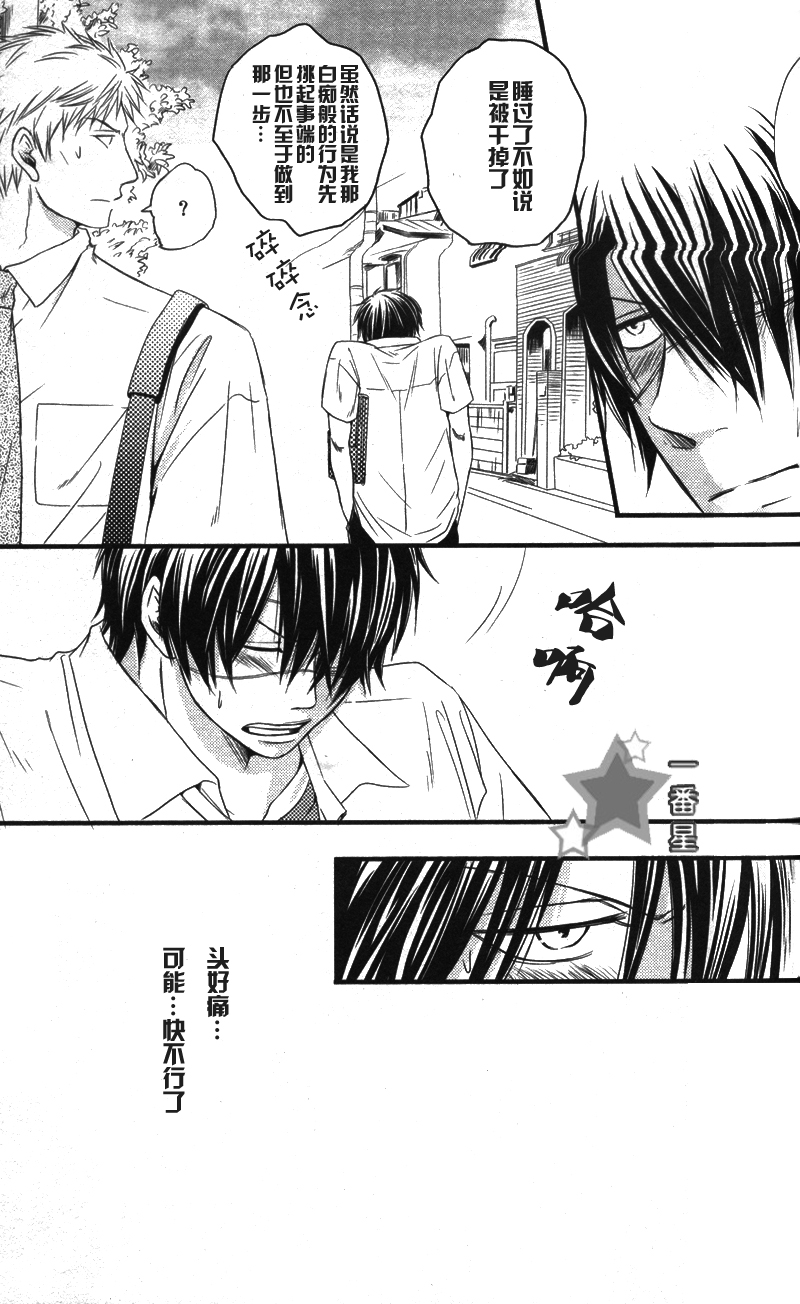 睡过了不如说
是被干掉了
虽然话说是我那
白痴般的行为先
挑起事端的
但也不至于做到
那一步…
?
碎
碎
念
哈
啊
一番星
头好痛…
可能…快不行了